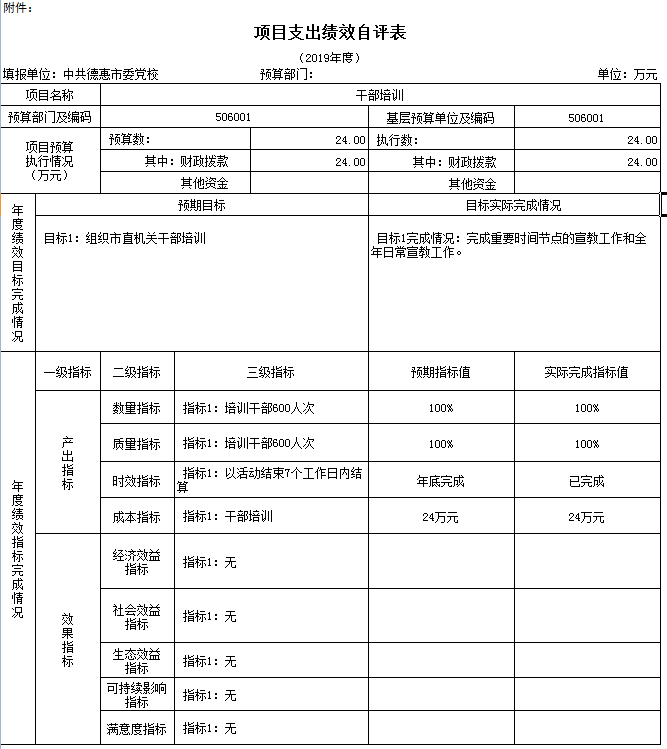 附件：
项目支出绩效自评表
（2019年度）
填报单位：中共德惠市委党校 预算部门： 单位：万元
项目名称 干部培训
预算部门及编码 506001 基层预算单位及编码 506001
项目预算
执行情况
（万元）
预算数： 24.00 执行数： 24.00
其中：财政拨款 24.00 其中：财政拨款 24.00
其他资金 其他资金
年度绩效目标完成情况
预期目标 目标实际完成情况
目标1：组织市直机关干部培训
目标1完成情况：完成重要时间节点的宣教工作和全
年日常宣教工作。
年度绩效指标完成情况
一级指标 二级指标 三级指标 预期指标值 实际完成指标值
产出指标
数量指标 指标1：培训干部600人次 100% 100%
质量指标 指标1：培训干部600人次 100% 100%
时效指标 指标1：以活动结束7个工作日内结
算 年底完成 已完成
成本指标 指标1：干部培训 24万元 24万元
效果指标
经济效益
指标 指标1：无
社会效益
指标 指标1：无
生态效益
指标 指标1：无
可持续影响
指标 指标1：无
满意度指标 指标1：无